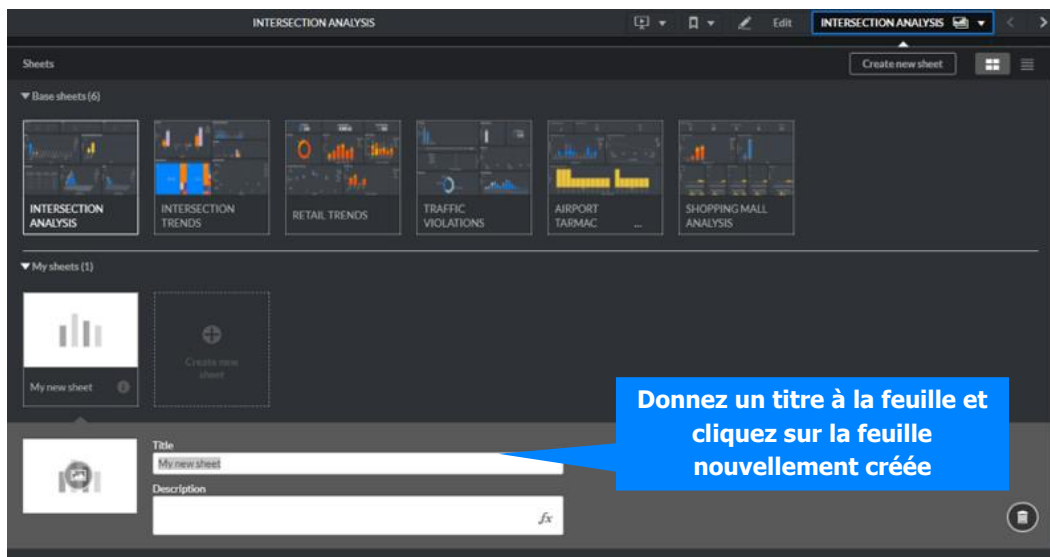 INTERSECTION ANALYSIS
Edit
INTERSECTION ANALYSIS
Sheets
Create new sheet
Base sheets (6)
INTERSECTION
ANALYSIS
INTERSECTION
TRENDS
RETAIL TRENDS
TRAFFIC
VIOLATIONS
AIRPORT
TARMAC ...
SHOPPING MALL
ANALYSIS
My sheets (1)
My new sheet
Create new
sheet
Donnez un titre à la feuille et
cliquez sur la feuille
nouvellement créée
Title
My new sheet
Description
fx